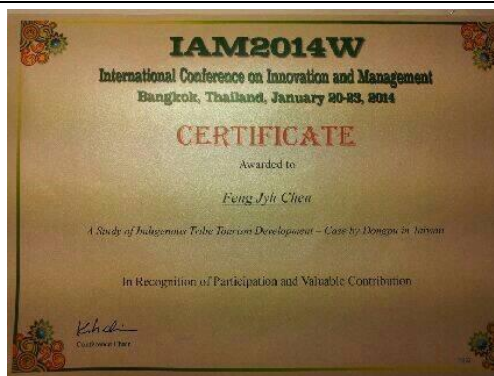 IAM2014W
International Conference on Innovation and Management
Bangkok, Thailand, January 20-23, 2014
CERTIFICATE
Awarded to
Feng Jyh Chen
A Study of Indigenous Tribe Tourism Development – Case by Dongpu in Taiwan
In Recognition of Participation and Valuable Contribution
Conference Chair